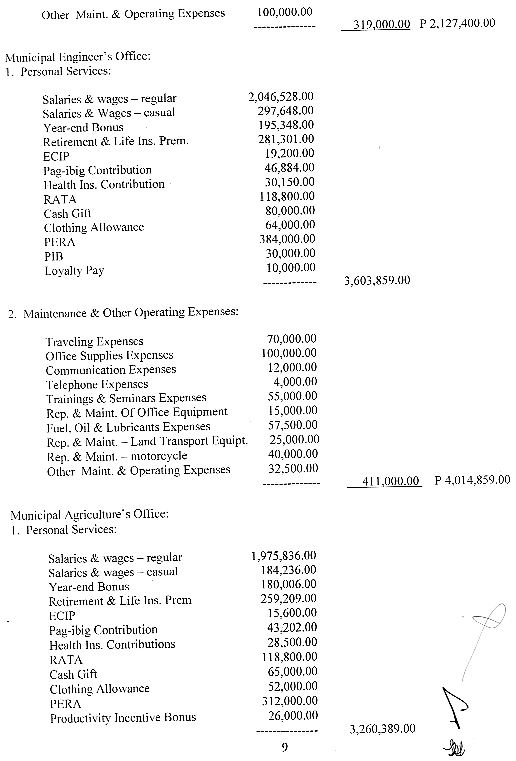 Other Maint. & Operating Expenses 100,000.00
-------------- 319,000.00 P 2,127,400.00
Municipal Engineer's Office:
1. Personal Services:
Salaries & wages – regular 2,046,528.00
Salaries & Wages – casual 297,648.00
Year-end Bonus 195,348.00
Retirement & Life Ins. Prem. 281,301.00
ECIP 19,200.00
Pag-ibig Contribution 46,884.00
Health Ins. Contribution 30,150.00
RATA 118,800.00
Cash Gift 80,000.00
Clothing Allowance 64,000.00
PERA 384,000.00
PIB 30,000.00
Loyalty Pay 10,000.00
------------- 3,603,859.00
2. Maintenance & Other Operating Expenses:
Traveling Expenses 70,000.00
Office Supplies Expenses 100,000.00
Communication Expenses 12,000.00
Telephone Expenses 4,000.00
Trainings & Seminars Expenses 55,000.00
Rep. & Maint. Of Office Equipment 15,000.00
Fuel, Oil & Lubricants Expenses 57,500.00
Rep. & Maint. – Land Transport Equipt. 25,000.00
Rep. & Maint. – motorcycle 40,000.00
Other Maint. & Operating Expenses 32,500.00
-------------- 411,000.00 P 4,014,859.00
Municipal Agriculture's Office:
1. Personal Services:
Salaries & wages – regular 1,975,836.00
Salaries & wages – casual 184,236.00
Year-end Bonus 180,006.00
Retirement & Life Ins. Prem 259,209.00
ECIP 15,600.00
Pag-ibig Contribution 43,202.00
Health Ins. Contributions 28,500.00
RATA 118,800.00
Cash Gift 65,000.00
Clothing Allowance 52,000.00
PERA 312,000.00
Productivity Incentive Bonus 26,000.00
-------------- 3,260,389.00
9